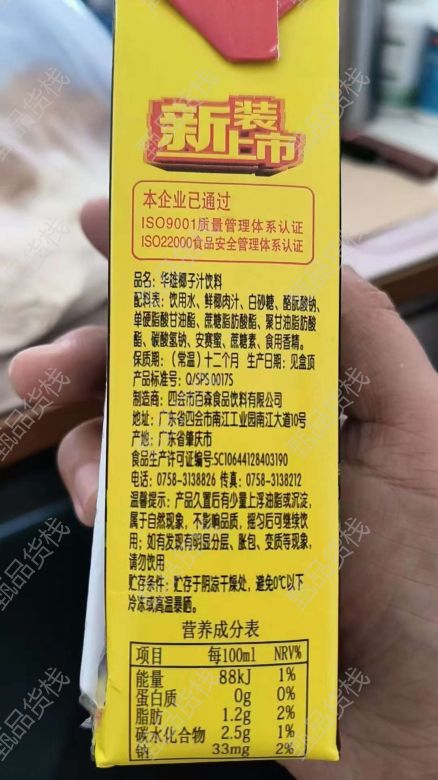 新装上市
本企业已通过
ISO9001质量管理体系认证
ISO22000食品安全管理体系认证
品名：华雄椰子汁饮料
配料表：饮用水、鲜椰肉汁、白砂糖、酪朊酸钠、
单硬脂酸甘油酯、蔗糖脂肪酸酯、聚甘油脂肪酸
酯、碳酸氢钠、安赛蜜、蔗糖素、食用香精。
保质期：（常温）十二个月 生产日期：见盒顶
产品标准号：Q/SPS 0017S
制造商：四会市百森食品饮料有限公司
地址：广东省四会市南江工业园南江大道10号
产地：广东省肇庆市
食品生产许可证编号：SC10644128403190
电话：0758-3138826 传真：0758-3138212
温馨提示：产品久置后有少量上浮油脂或沉淀，
属于自然现象，不影响品质，摇匀后可继续饮
用；如有发现有明显分层、胀包、变质等现象，
请勿饮用
贮存条件：贮存于阴凉干燥处，避免0℃以下
冷冻或高温暴晒。
营养成分表
项目 每100ml NRV%
能量 88kJ 1%
蛋白质 0g 0%
脂肪 1.2g 2%
碳水化合物 2.5g 1%
钠 33mg 2%
甄品货栈